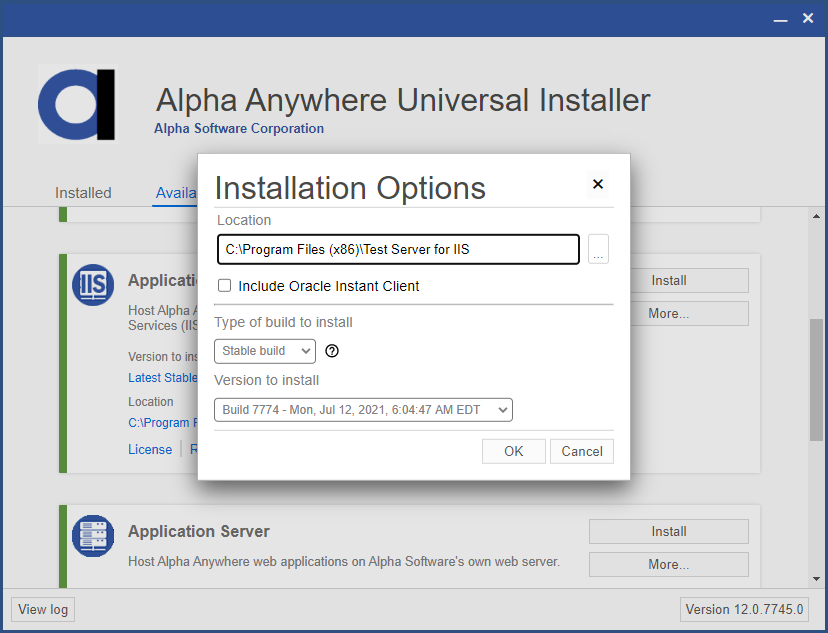 Alpha Anywhere Universal Installer
Alpha Software Corporation
Installed
Availa
Installation Options
Location
C:\Program Files (x86)\Test Server for IIS
...
Include Oracle Instant Client
Type of build to install
Stable build
?
Version to install
Build 7774 - Mon, Jul 12, 2021, 6:04:47 AM EDT
OK
Cancel
IIS
Applicati
Host Alpha A
Services (IIS
Version to ins
Latest Stable
Location
C:\Program F
License
R
Install
More...
Application Server
Host Alpha Anywhere web applications on Alpha Software's own web server.
Install
More...
View log
Version 12.0.7745.0